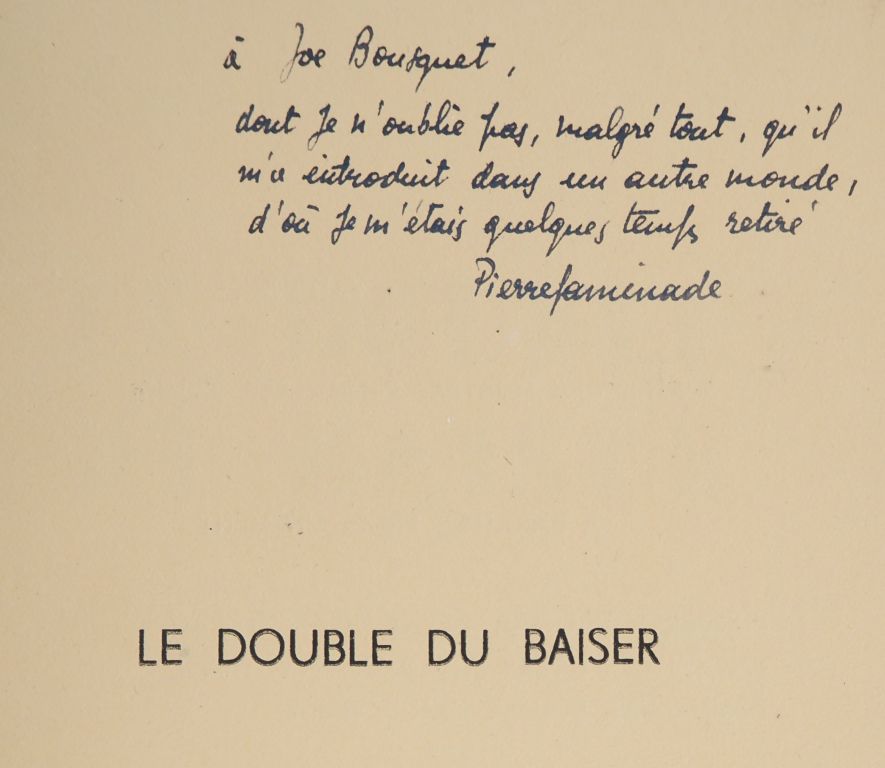 à Joe Bousquet,
dont Je n'oublie pas, malgré tout, qu'il
m'a introduit dans un autre monde,
d'où Je m'étais quelques temps retiré
Pierre Jaminade
LE DOUBLE DU BAISER